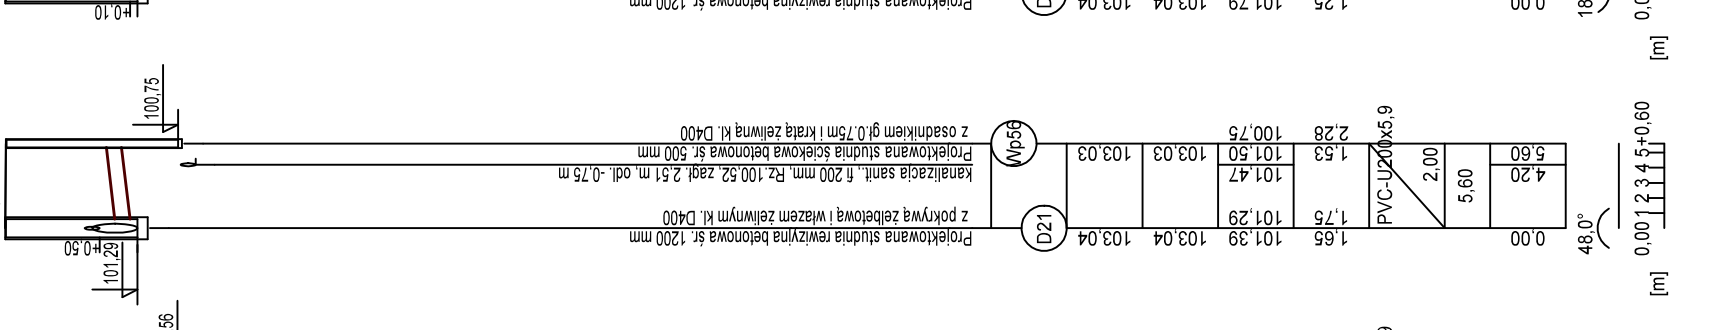 +0,10
Projektowana studnia rewizyjna betonowa śr. 1200 mm
103,04
103,04
101,79
1,25
0,00
[m]
100,75
z osadnikiem gł.0.75m i kratą żeliwną kl. D400
Projektowana studnia ściekowa betonowa śr. 500 mm
kanalizacja sanit., fi 200 mm, Rz.100,52, zagł. 2,51 m, odl. -0,75 m
z pokrywą żelbetową i włazem żeliwnym kl. D400
Projektowana studnia rewizyjna betonowa śr. 1200 mm
Wp56
D21
103,03
103,03
100,75
101,50
101,47
2,28
1,53
103,04
103,04
101,29
101,39
1,75
1,65
PVC-U200x5,9
2,00
5,60
5,60
4,20
0,00
48,0°
0,00 1 2 3 4 5+0,60
[m]
+0,50
101,29
56